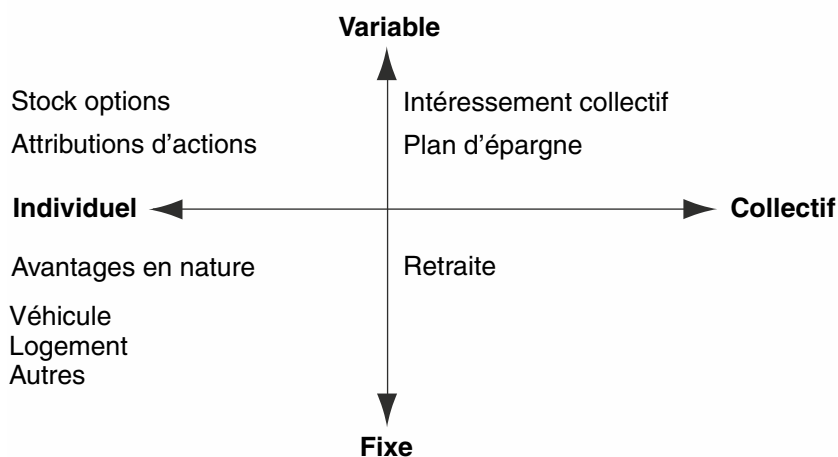 Variable
Stock options
Intéressement collectif
Attributions d'actions
Plan d'épargne
Individuel
Collectif
Avantages en nature
Retraite
Véhicule
Logement
Autres
Fixe